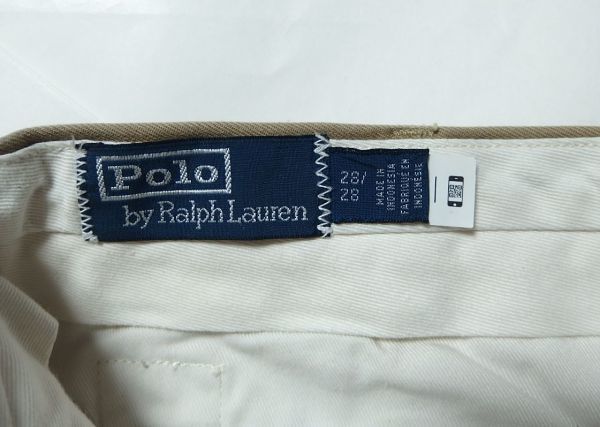 Polo
by Ralph Lauren
28/
28
MADE IN
INDONESIA
FABRIQUE EN
INDONESIE